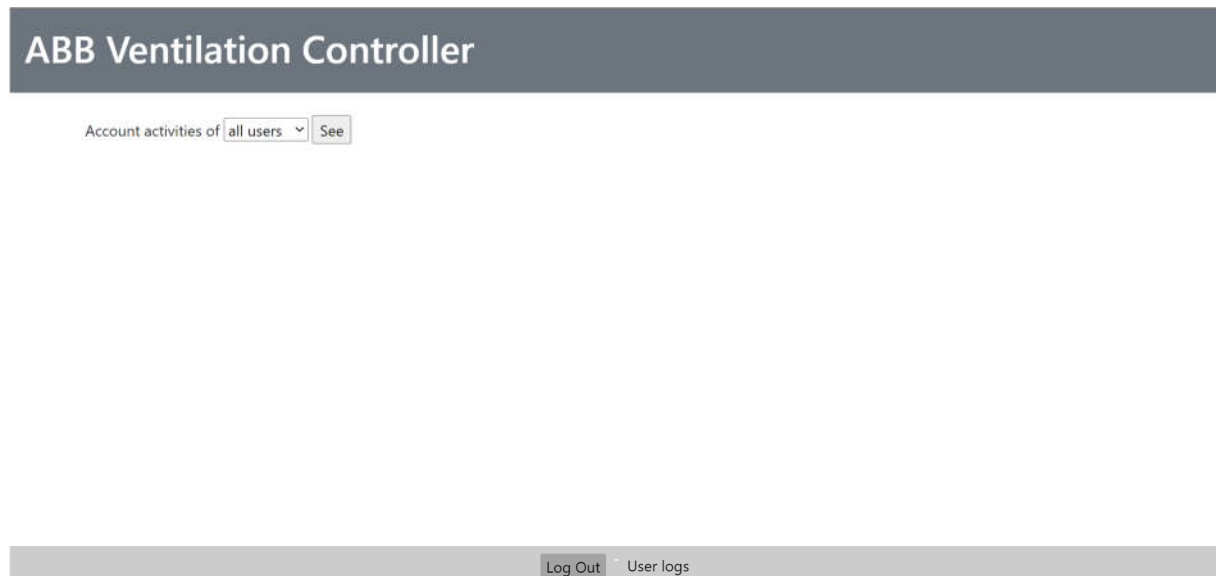 ABB Ventilation Controller
Account activities of all users See
Log Out - User logs